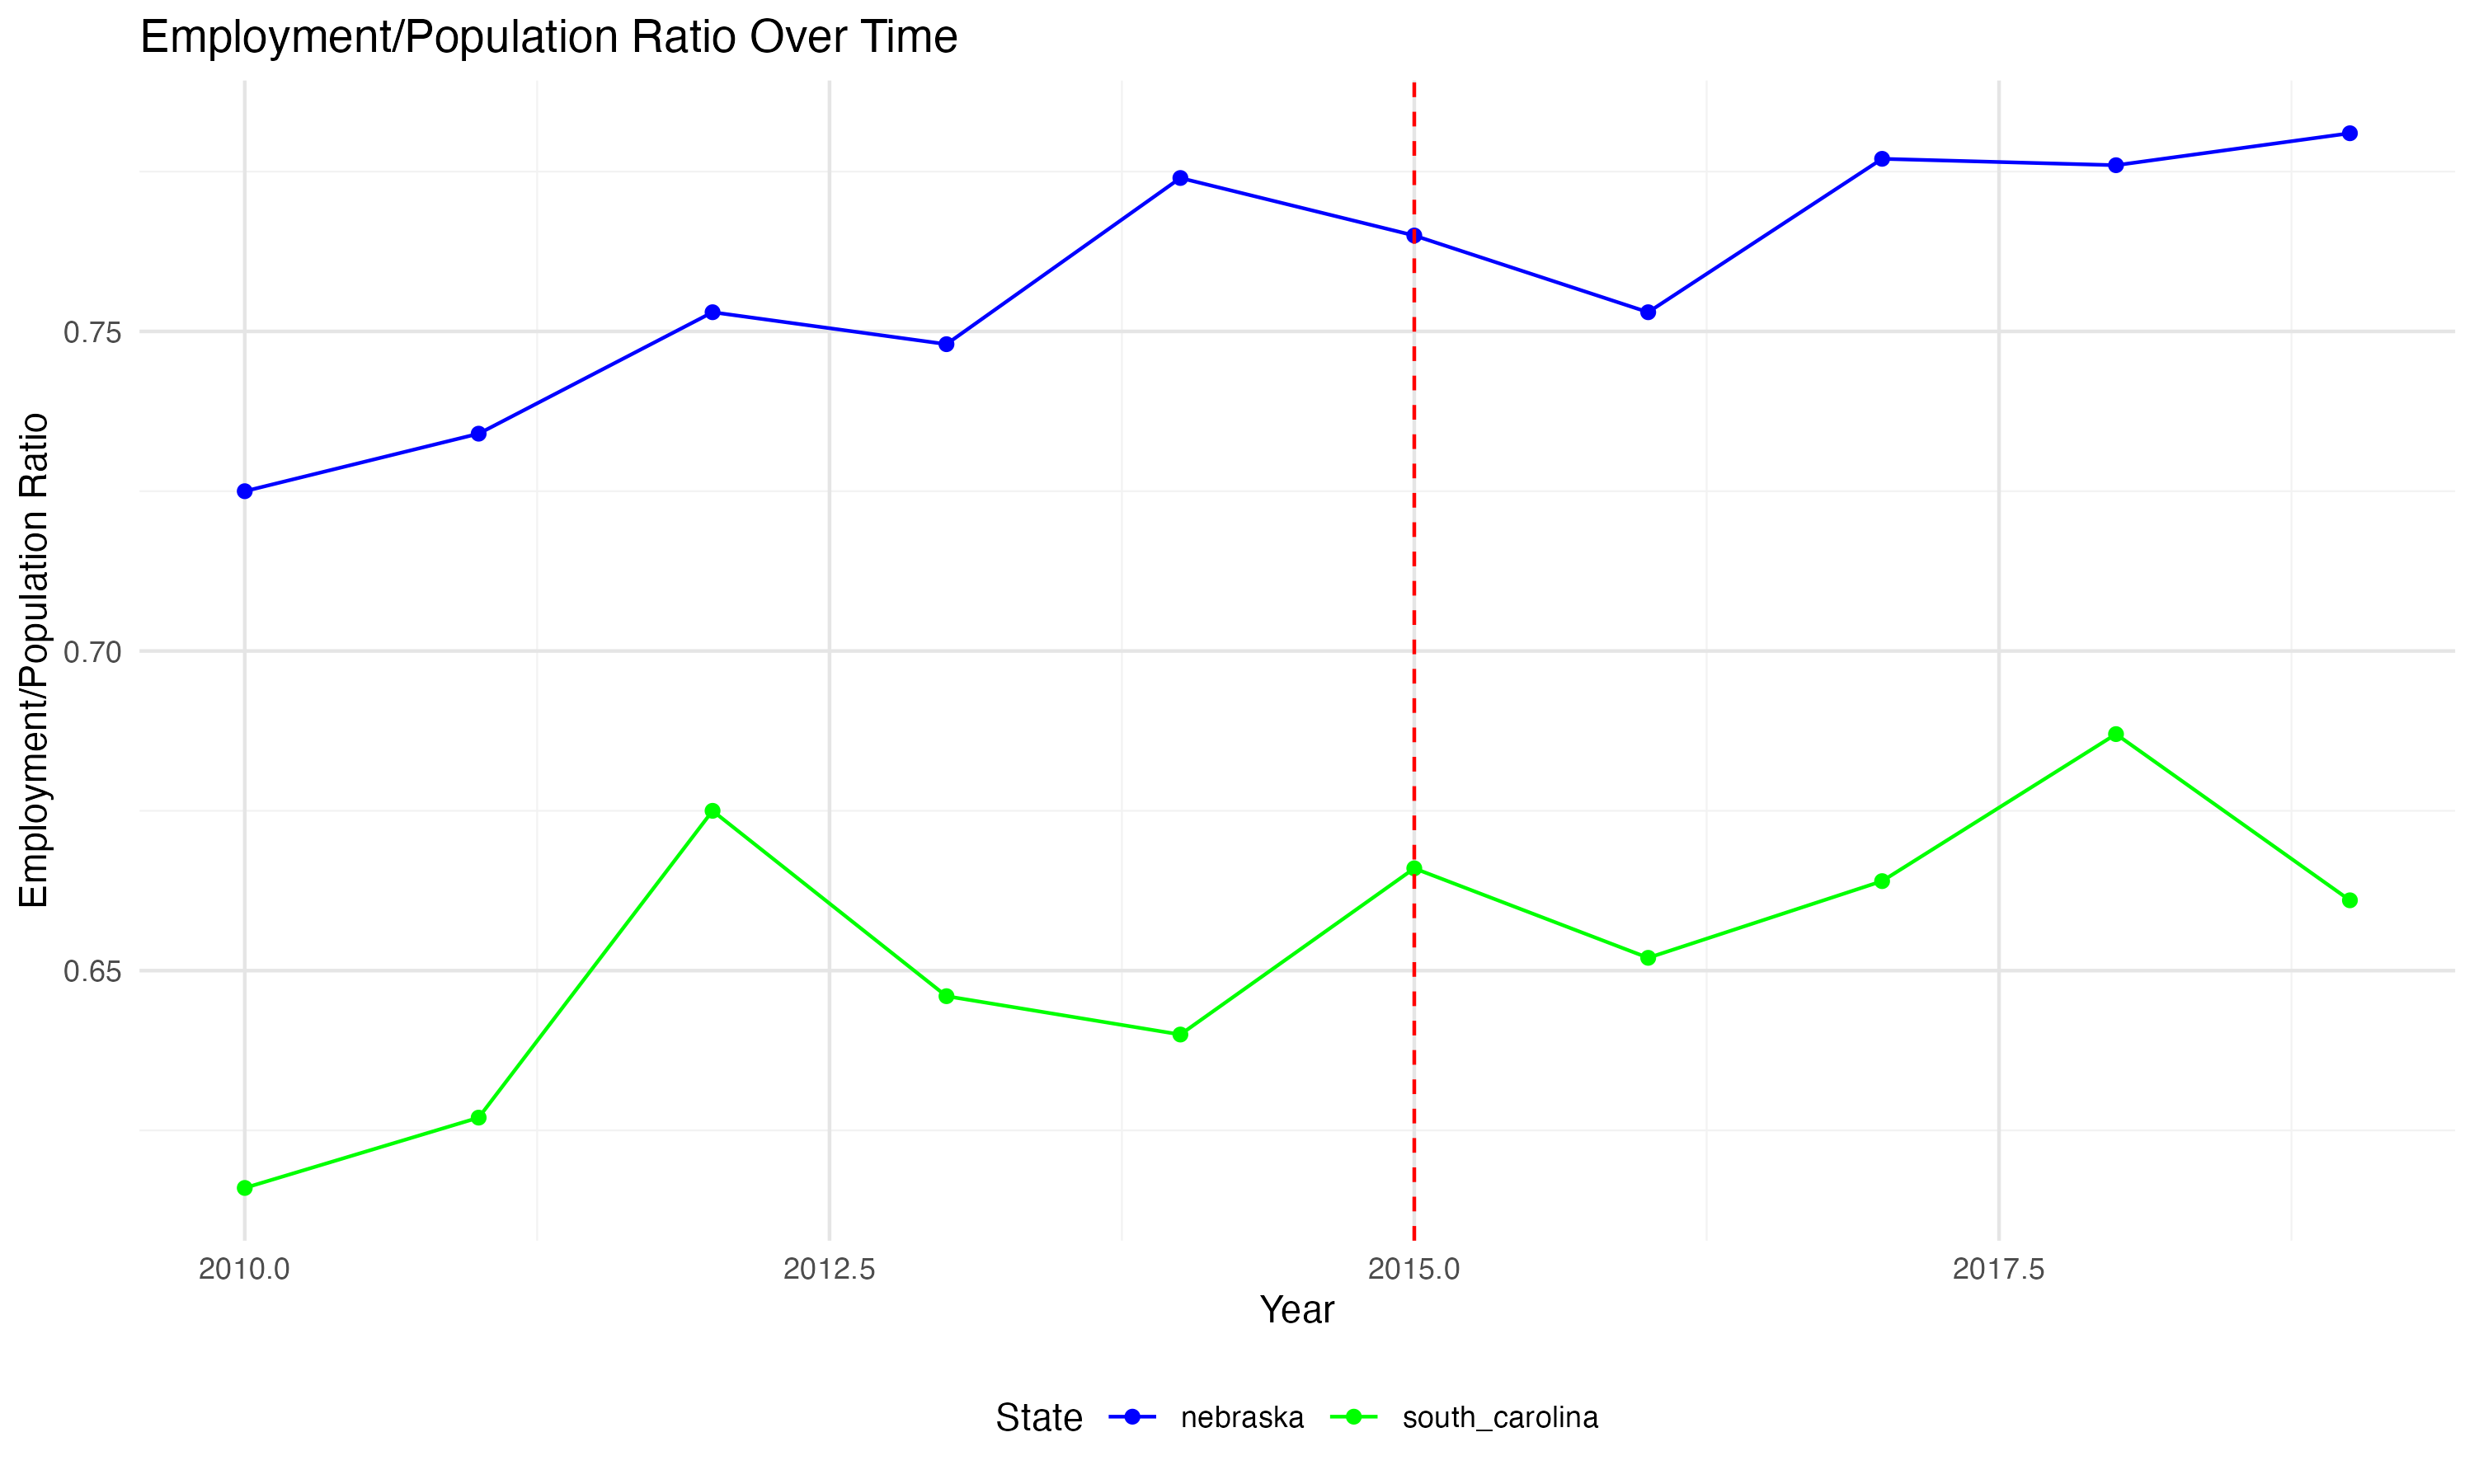 Employment/Population Ratio Over Time
Employment/Population Ratio
0.75
0.70
0.65
2010.0 2012.5 2015.0 2017.5
Year
State nebraska south_carolina